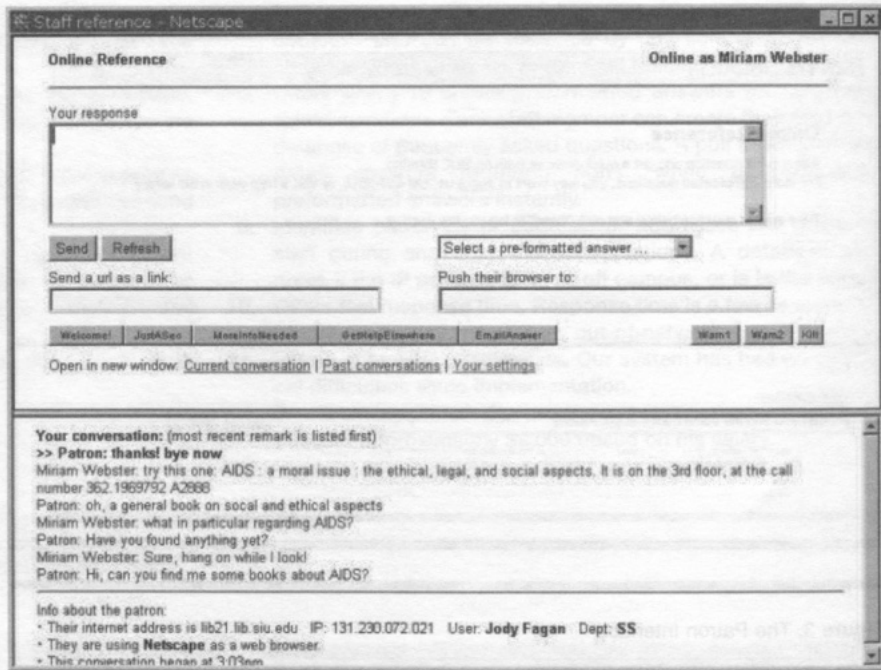 Staff reference - Netscape
Online Reference
Online as Miriam Webster
Your response
Send
Refresh
Select a pre-formatted answer
Send a url as a link:
Push their browser to:
Welcome!
JustASec
MoreInfoNeeded
GetHelpElsewhere
EmailAnswer
Warn1
Warn2
Kill
Open in new window: Current conversation | Past conversations | Your settings
Your conversation: (most recent remark is listed first)
>> Patron: thanks! bye now
Miriam Webster: try this one: AIDS : a moral issue : the ethical, legal, and social aspects. It is on the 3rd floor, at the call
number 362.1969792 A2888
Patron: oh, a general book on socal and ethical aspects
Miriam Webster: what in particular regarding AIDS?
Patron: Have you found anything yet?
Miriam Webster: Sure, hang on while I look!
Patron: Hi, can you find me some books about AIDS?
Info about the patron:
• Their internet address is lib21.lib.siu.edu IP: 131.230.072.021 User: Jody Fagan Dept: SS
• They are using Netscape as a web browser.
• This conversation began at 3:03pm